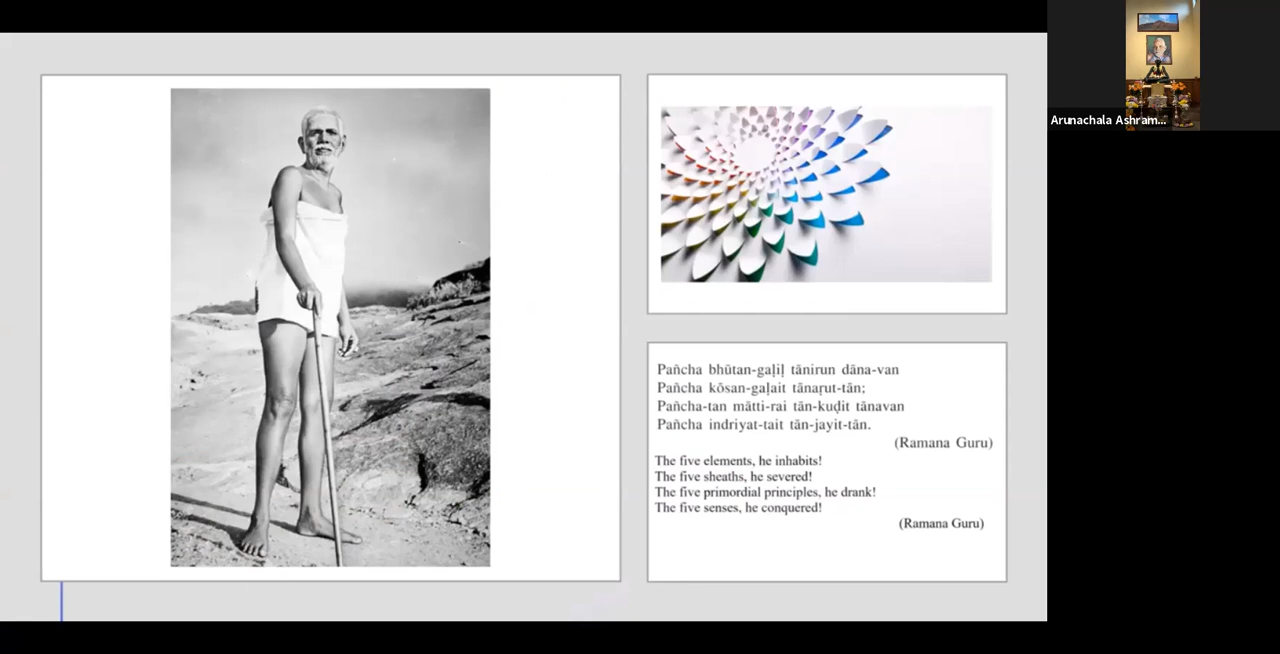 Arunachala Ashram...
Pañcha bhūtan-gaḷiḷ tānirun dāna-van
Pañcha kōsan-gaḷait tānaṛut-tān;
Pañcha-tan mātti-rai tān-kuḍit tānavan
Pañcha indriyat-tait tān-jayit-tān.
(Ramana Guru)
The five elements, he inhabits!
The five sheaths, he severed!
The five primordial principles, he drank!
The five senses, he conquered!
(Ramana Guru)